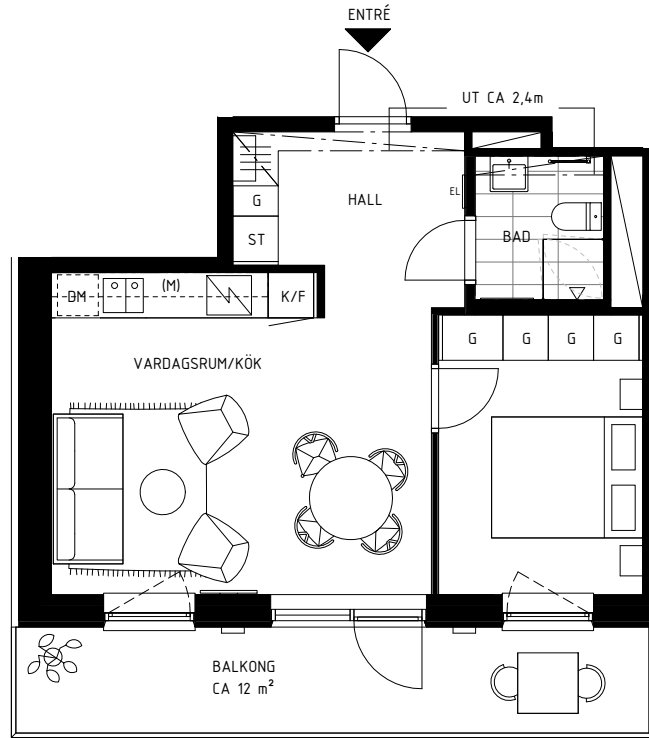 ENTRÉ
UT CA 2,4m
G
HALL
EL
ST
BAD
DM
(M)
K/F
VARDAGSRUM/KÖK
G
G
G
G
BALKONG
CA 12 m²